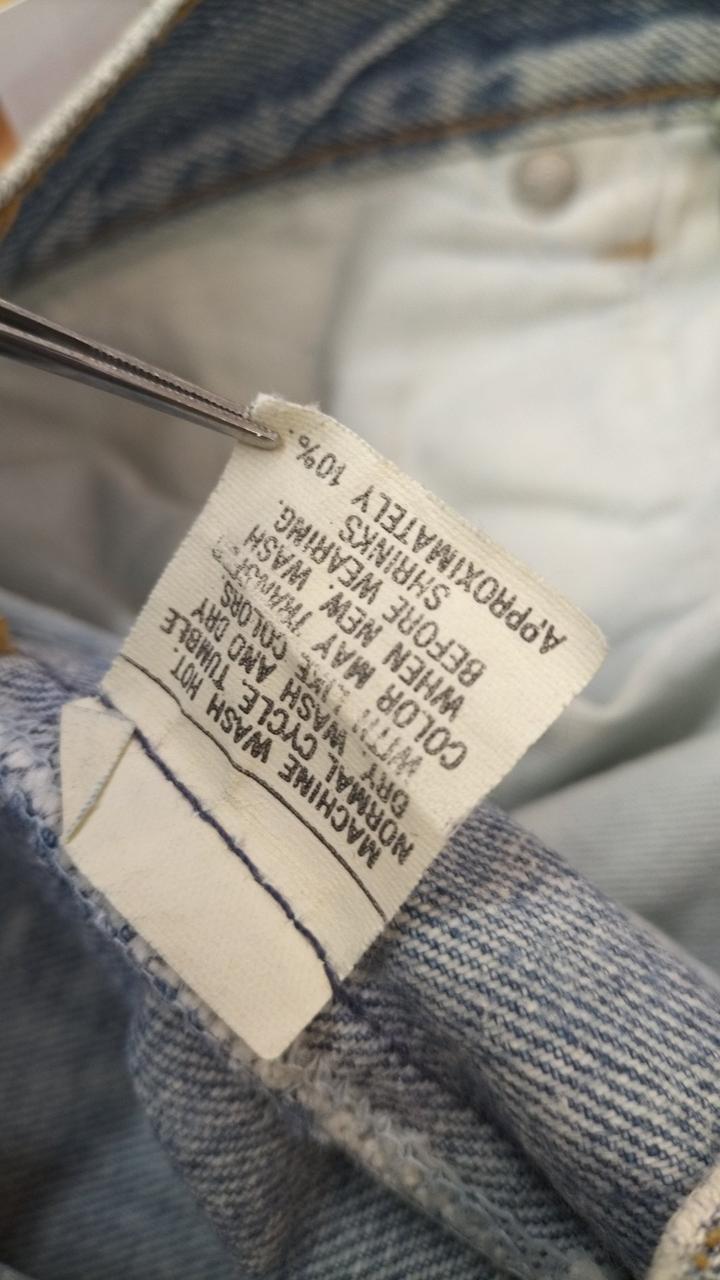 MACHINE WASH HOT.
NORMAL CYCLE TUMBLE
DRY WASH AND DRY
WITH LIKE COLORS.
COLOR MAY TRANSFER
WHEN NEW. WASH
BEFORE WEARING.
SHRINKS
APPROXIMATELY 10%.